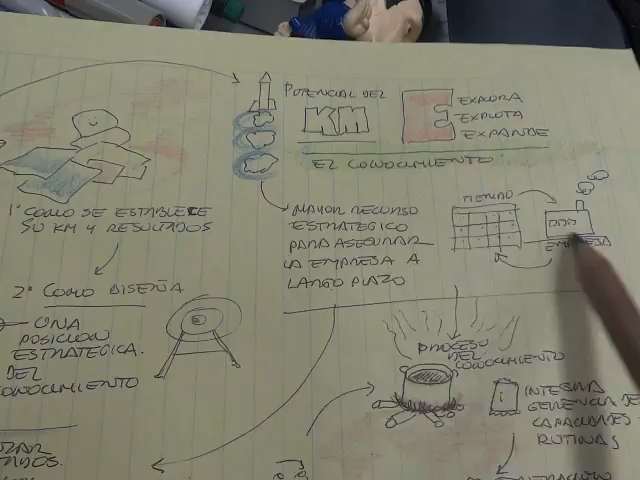 POTENCIAL DEL
KM
E EXPLORA
EXPLOTA
EXPANDE
EL CONOCIMIENTO
1° COMO SE ESTABLECE
SU KM Y RESULTADOS
MAYOR RECURSO
ESTRATEGICO
PARA ASEGURAR
LA EMPRESA A
LARGO PLAZO
EMPRESA
2° COMO DISEÑA
UNA
POSICION
ESTRATEGICA
DEL
CONOCIMIENTO
PROCESO
DEL
CONOCIMIENTO
INTEGRA
GERENCIA DE
CAPACIDADES
RUTINAS